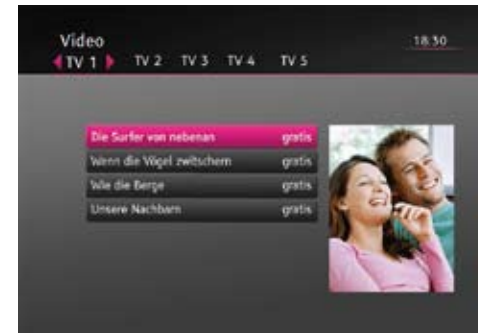 Video
18:30
TV 1 TV 2 TV 3 TV 4 TV 5
Die Surfer von nebenan gratis
Wenn die Vögel zwitschern gratis
Wie die Berge gratis
Unsere Nachbarn gratis